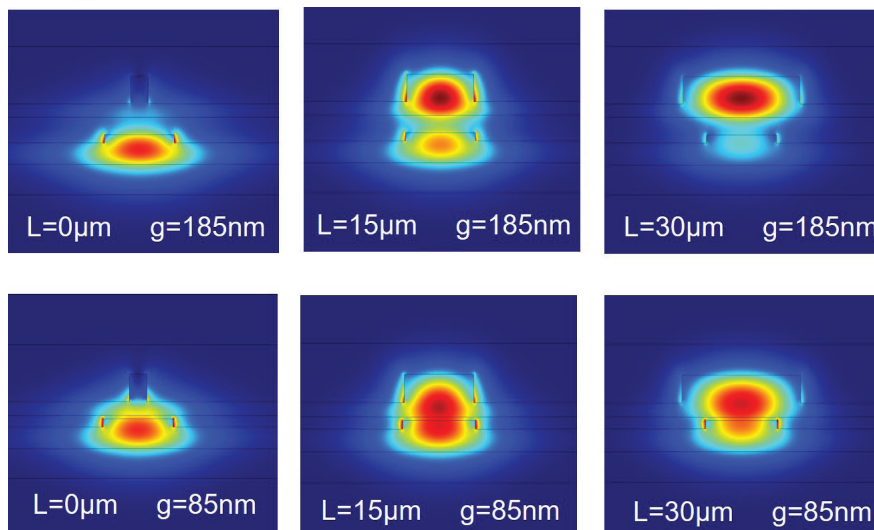 L=0μm g=185nm
L=15μm g=185nm
L=30μm g=185nm
L=0μm g=85nm
L=15μm g=85nm
L=30μm g=85nm